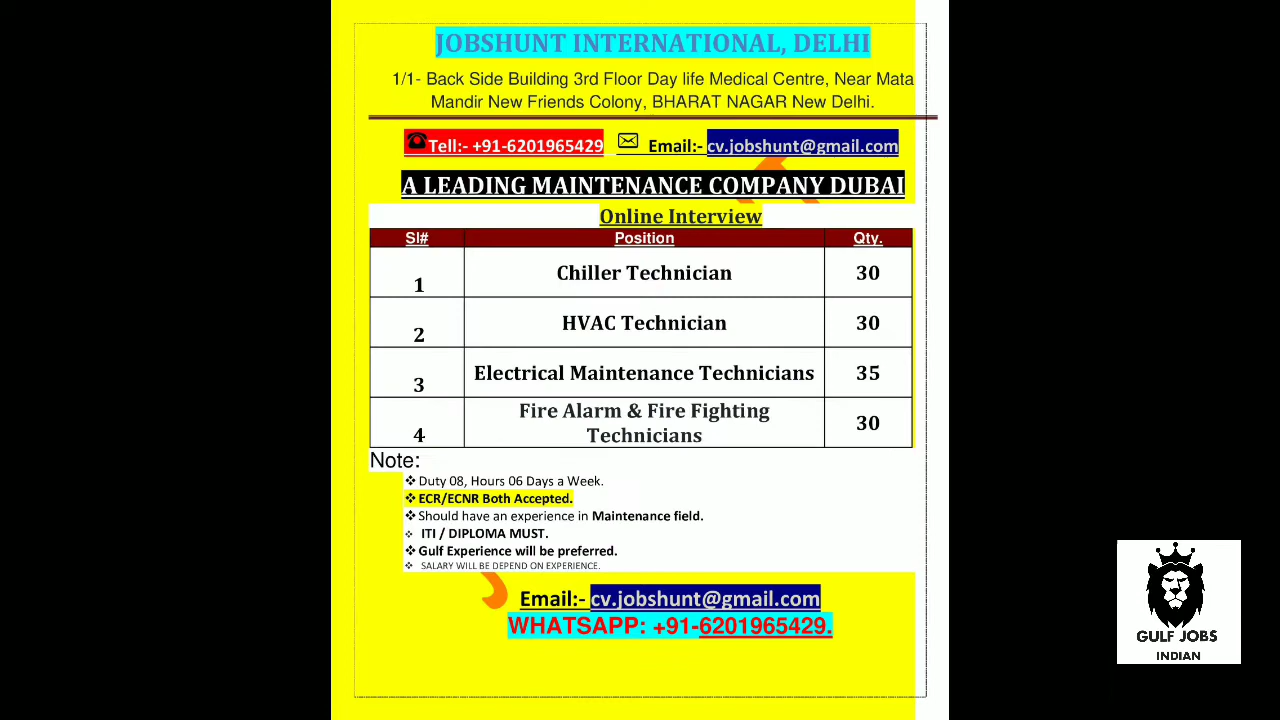 JOBSHUNT INTERNATIONAL, DELHI
1/1- Back Side Building 3rd Floor Day life Medical Centre, Near Mata
Mandir New Friends Colony, BHARAT NAGAR New Delhi.
Tell:- +91-6201965429 Email:- cv.jobshunt@gmail.com
A LEADING MAINTENANCE COMPANY DUBAI
Online Interview
Sl# Position Qty.
1 Chiller Technician 30
2 HVAC Technician 30
3 Electrical Maintenance Technicians 35
4 Fire Alarm & Fire Fighting
Technicians 30
Note:
❖ Duty 08, Hours 06 Days a Week.
❖ ECR/ECNR Both Accepted.
❖ Should have an experience in Maintenance field.
❖ ITI / DIPLOMA MUST.
❖ Gulf Experience will be preferred.
❖ SALARY WILL BE DEPEND ON EXPERIENCE.
Email:- cv.jobshunt@gmail.com
WHATSAPP: +91-6201965429.
GULF JOBS
INDIAN